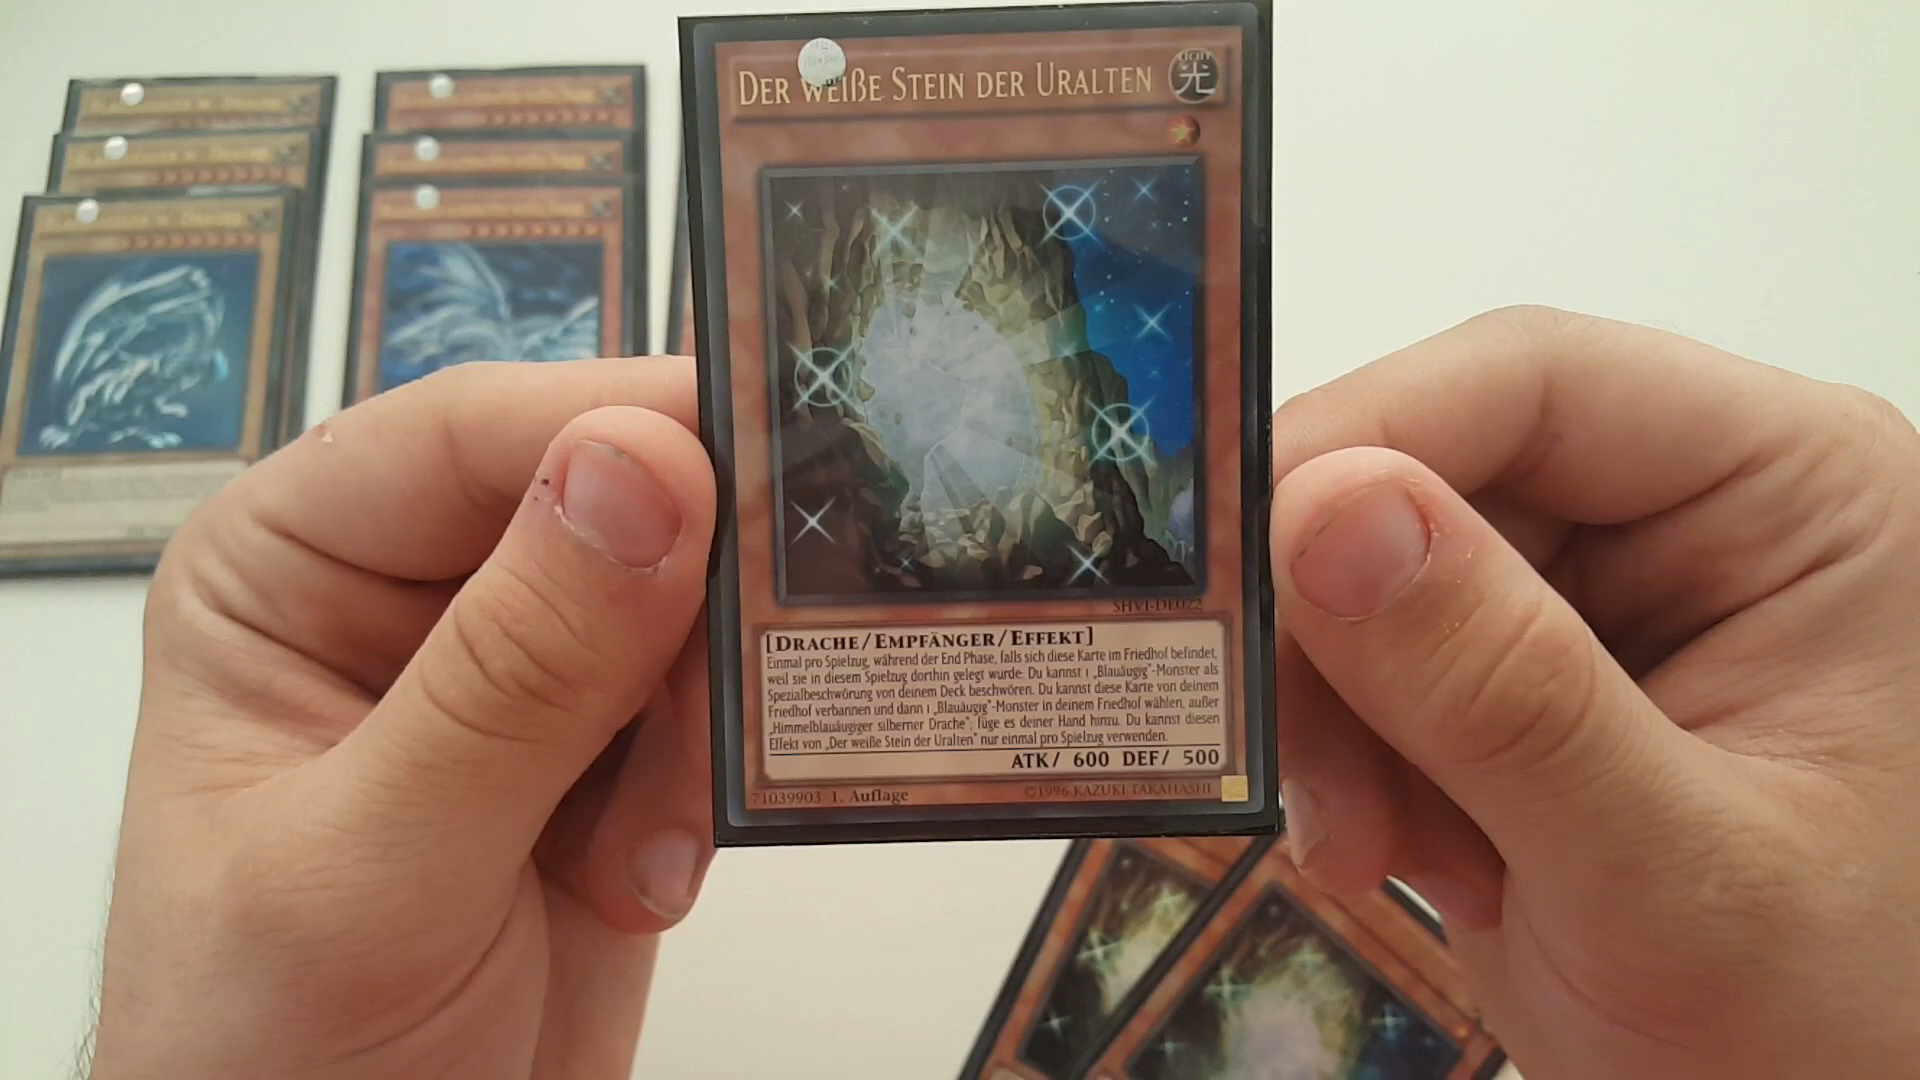 DER WEIẞE STEIN DER URALTEN
光
SHVI-DE022
[DRACHE/EMPFÄNGER/EFFEKT]
Einmal pro Spielzug, während der End Phase, falls sich diese Karte im Friedhof befindet,
weil sie in diesem Spielzug dorthin gelegt wurde: Du kannst 1 „Blauäugig"-Monster als
Spezialbeschwörung von deinem Deck beschwören. Du kannst diese Karte von deinem
Friedhof verbannen und dann 1 „Blauäugig"-Monster in deinem Friedhof wählen, außer
„Himmelblauäugiger silberner Drache"; füge es deiner Hand hinzu. Du kannst diesen
Effekt von „Der weiße Stein der Uralten" nur einmal pro Spielzug verwenden.
ATK/ 600 DEF/ 500
71039903 1. Auflage ©1996 KAZUKI TAKAHASHI